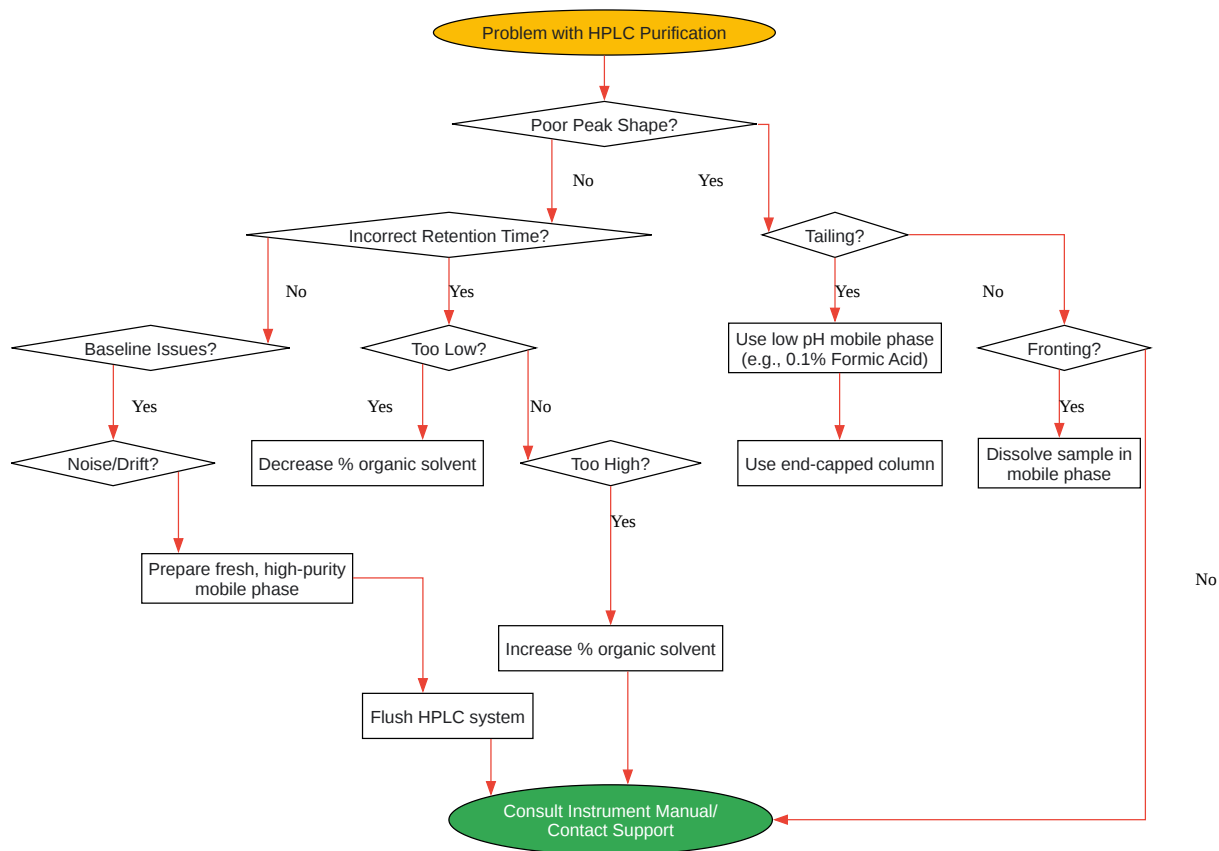 Problem with HPLC Purification
Poor Peak Shape?
No
Yes
Incorrect Retention Time?
Tailing?
No
Yes
Yes
No
Baseline Issues?
Too Low?
Use low pH mobile phase
(e.g., 0.1% Formic Acid)
Fronting?
Yes
Yes
No
Yes
Noise/Drift?
Decrease % organic solvent
Too High?
Use end-capped column
Dissolve sample in
mobile phase
Yes
Prepare fresh, high-purity
mobile phase
No
Increase % organic solvent
Flush HPLC system
Consult Instrument Manual/
Contact Support